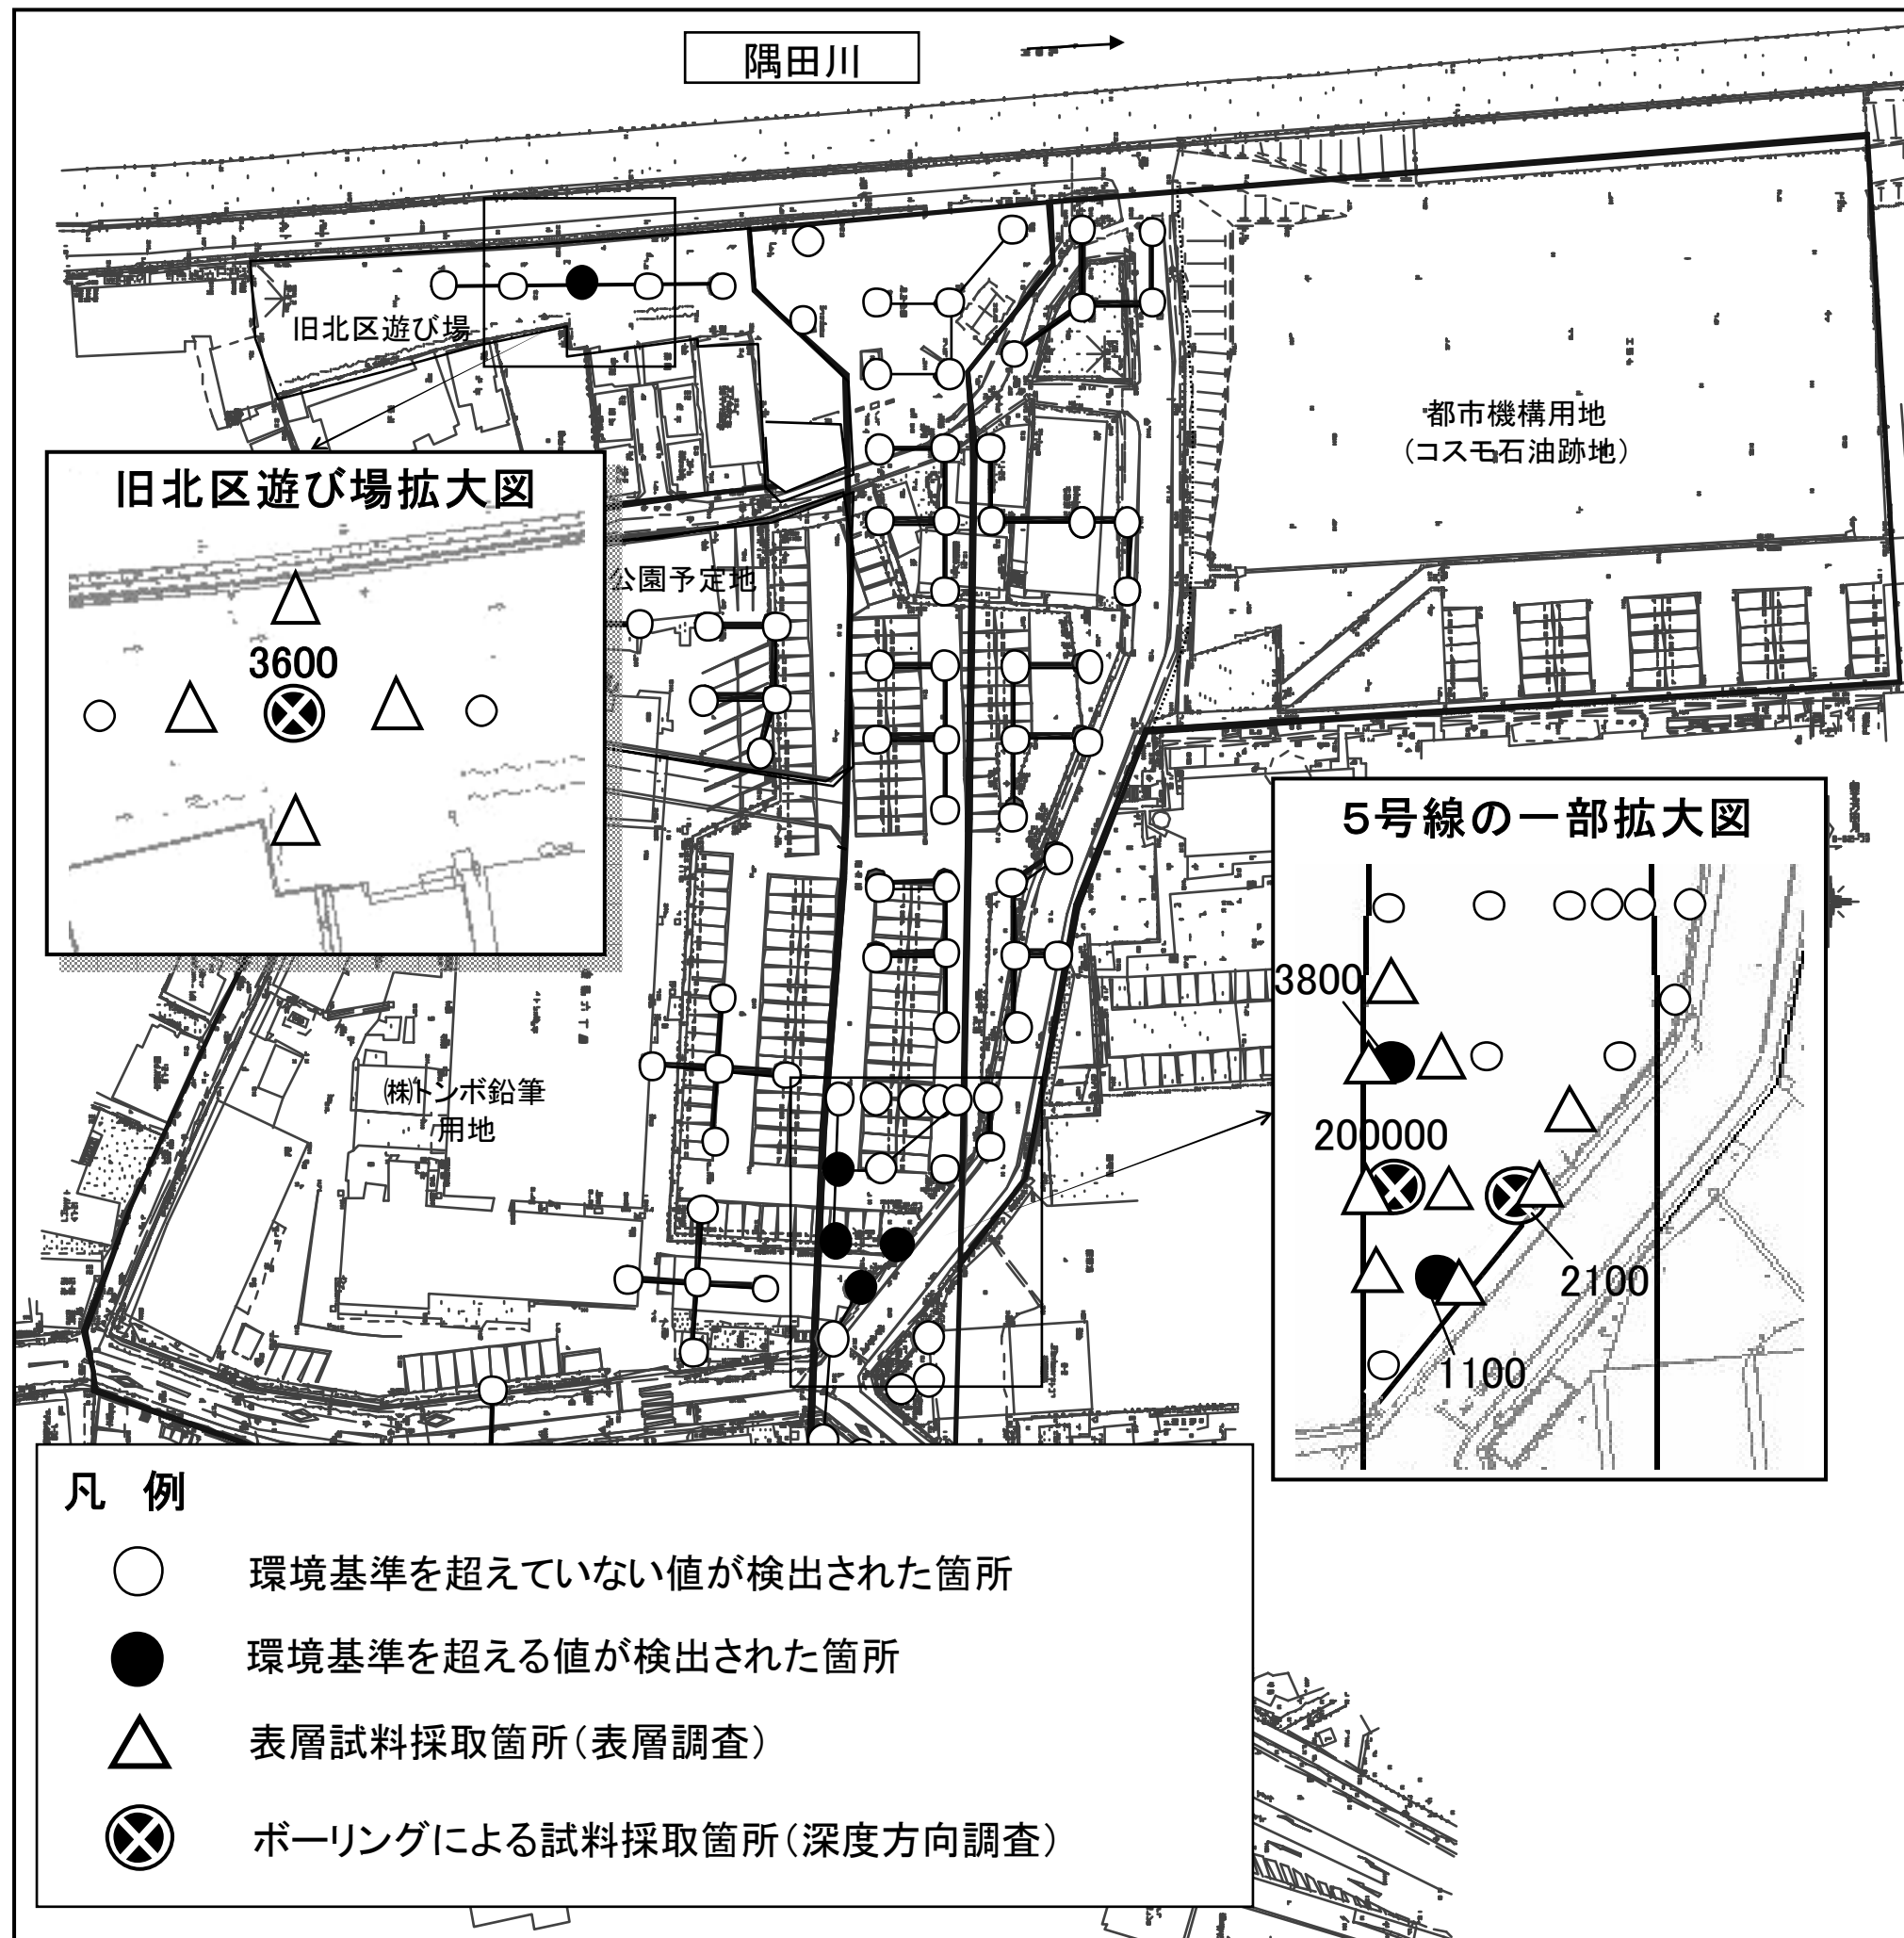 隅田川
旧北区遊び場
都市機構用地
（コスモ石油跡地）
旧北区遊び場拡大図
3600
公園予定地
5号線の一部拡大図
3800
200000
2100
1100
㈱トンボ鉛筆
用地
凡 例
環境基準を超えていない値が検出された箇所
環境基準を超える値が検出された箇所
表層試料採取箇所（表層調査）
ボーリングによる試料採取箇所（深度方向調査）